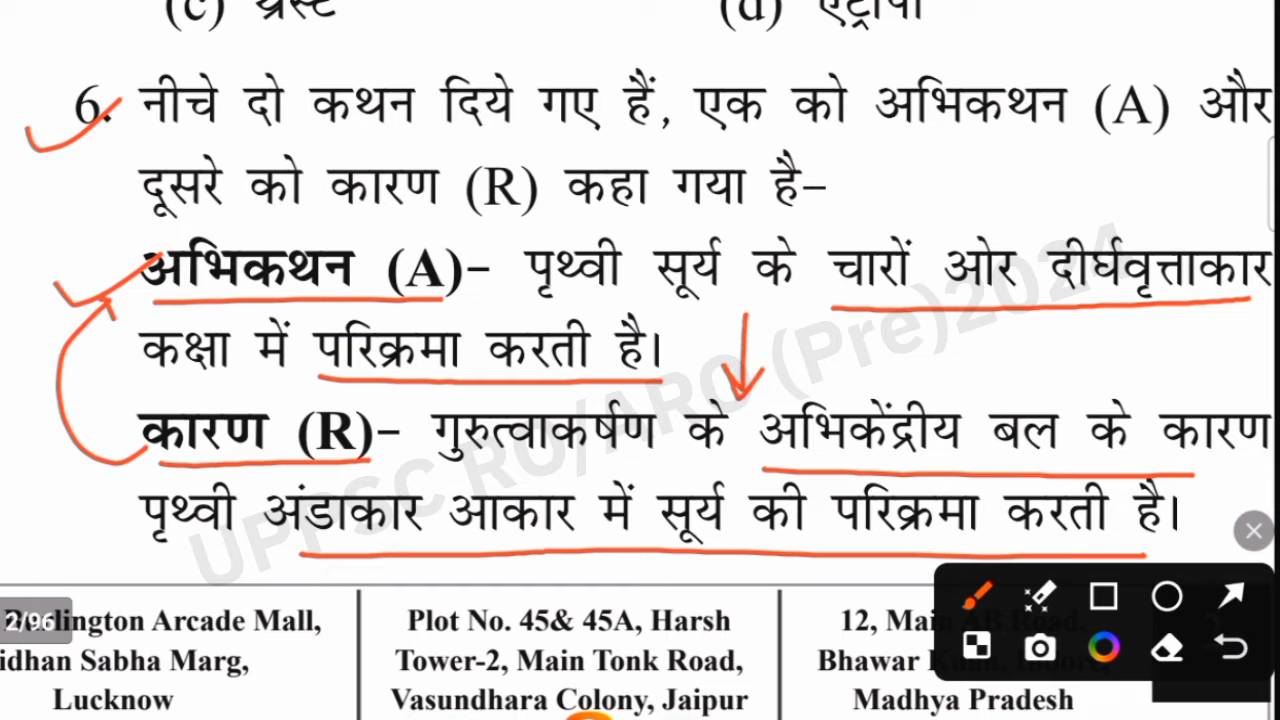 (c) थ्रस्ट (d) एंट्रीपी
6. नीचे दो कथन दिये गए हैं, एक को अभिकथन (A) और
दूसरे को कारण (R) कहा गया है–
अभिकथन (A)– पृथ्वी सूर्य के चारों ओर दीर्घवृत्ताकार
कक्षा में परिक्रमा करती है।
कारण (R)– गुरुत्वाकर्षण के अभिकेंद्रीय बल के कारण
पृथ्वी अंडाकार आकार में सूर्य की परिक्रमा करती है।
UPPSC RO/ARO (Pre) 2024
2/96
Arcade Mall,
Marg,
Lucknow
Plot No. 45& 45A, Harsh
Tower-2, Main Tonk Road,
Vasundhara Colony, Jaipur
12, Main AB Road,
Bhawar
Madhya Pradesh